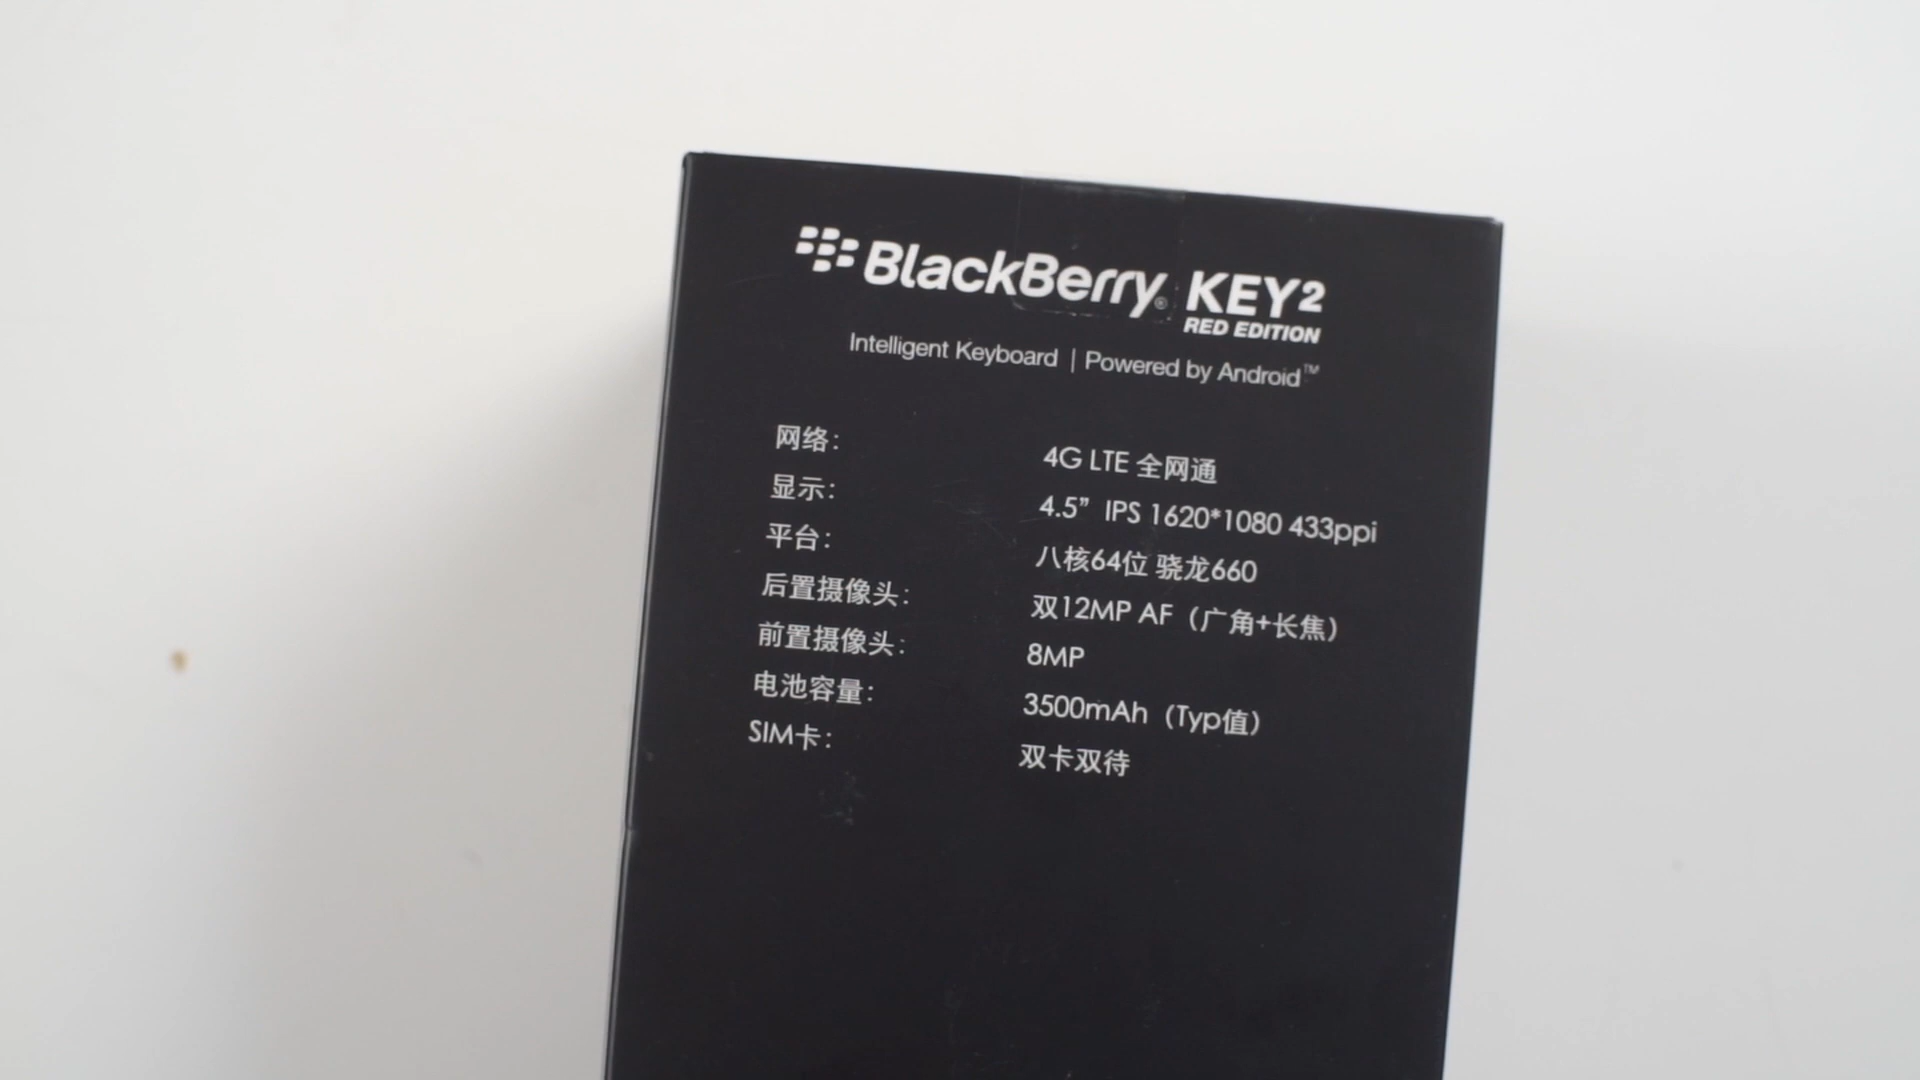 BlackBerry® KEY²
RED EDITION
Intelligent Keyboard | Powered by Android™
网络： 4G LTE 全网通
显示： 4.5” IPS 1620*1080 433ppi
平台： 八核64位 骁龙660
后置摄像头： 双12MP AF（广角+长焦）
前置摄像头： 8MP
电池容量： 3500mAh（Typ值）
SIM卡： 双卡双待